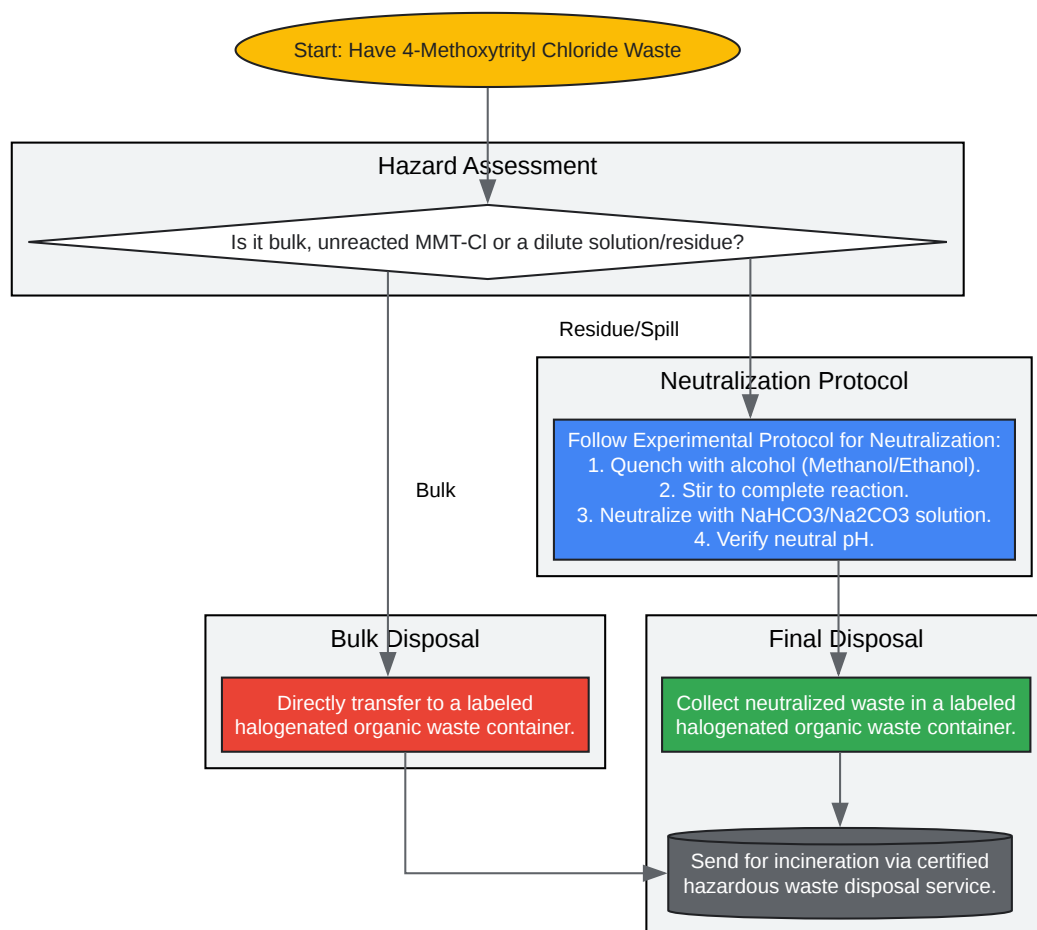 Start: Have 4-Methoxytrityl Chloride Waste
Hazard Assessment
Is it bulk, unreacted MMT-Cl or a dilute solution/residue?
Residue/Spill
Neutralization Protocol
Follow Experimental Protocol for Neutralization:
1. Quench with alcohol (Methanol/Ethanol).
2. Stir to complete reaction.
3. Neutralize with NaHCO3/Na2CO3 solution.
4. Verify neutral pH.
Bulk
Bulk Disposal
Directly transfer to a labeled
halogenated organic waste container.
Final Disposal
Collect neutralized waste in a labeled
halogenated organic waste container.
Send for incineration via certified
hazardous waste disposal service.